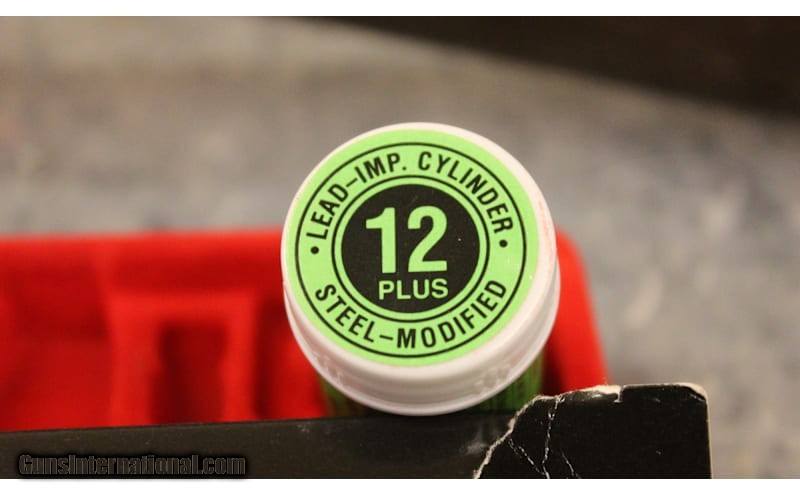 • LEAD-IMP. CYLINDER •
12
PLUS
STEEL-MODIFIED
GunsInternational.com